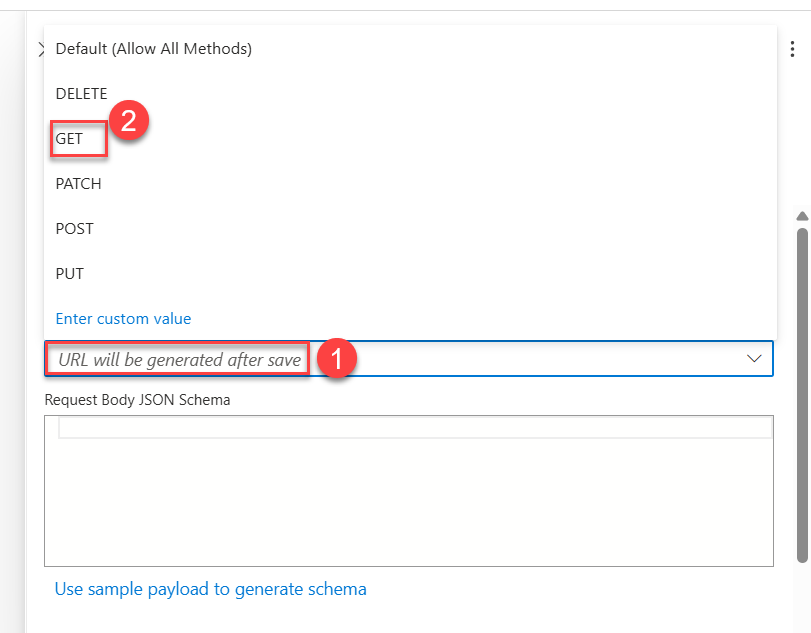 Default (Allow All Methods)
DELETE
2
GET
PATCH
POST
PUT
Enter custom value
URL will be generated after save
1
Request Body JSON Schema
Use sample payload to generate schema